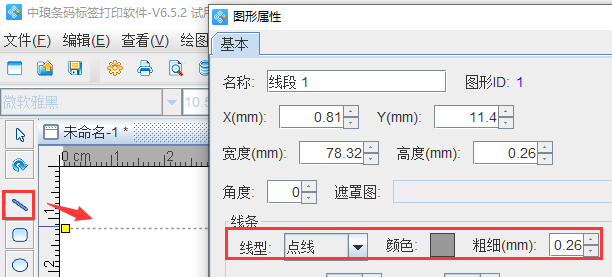 中琅条码标签打印软件-V6.5.2 试用
文件(F) 编辑(E) 查看(V)
微软雅黑 10.5
未命名-1 *
0 cm 1 2
1
图形属性
基本
名称: 线段 1 图形ID: 1
X(mm): 0.81 Y(mm): 11.4
宽度(mm): 78.32 高度(mm): 0.26
角度: 0 遮罩图:
线条
线型: 点线 颜色: 粗细(mm): 0.26